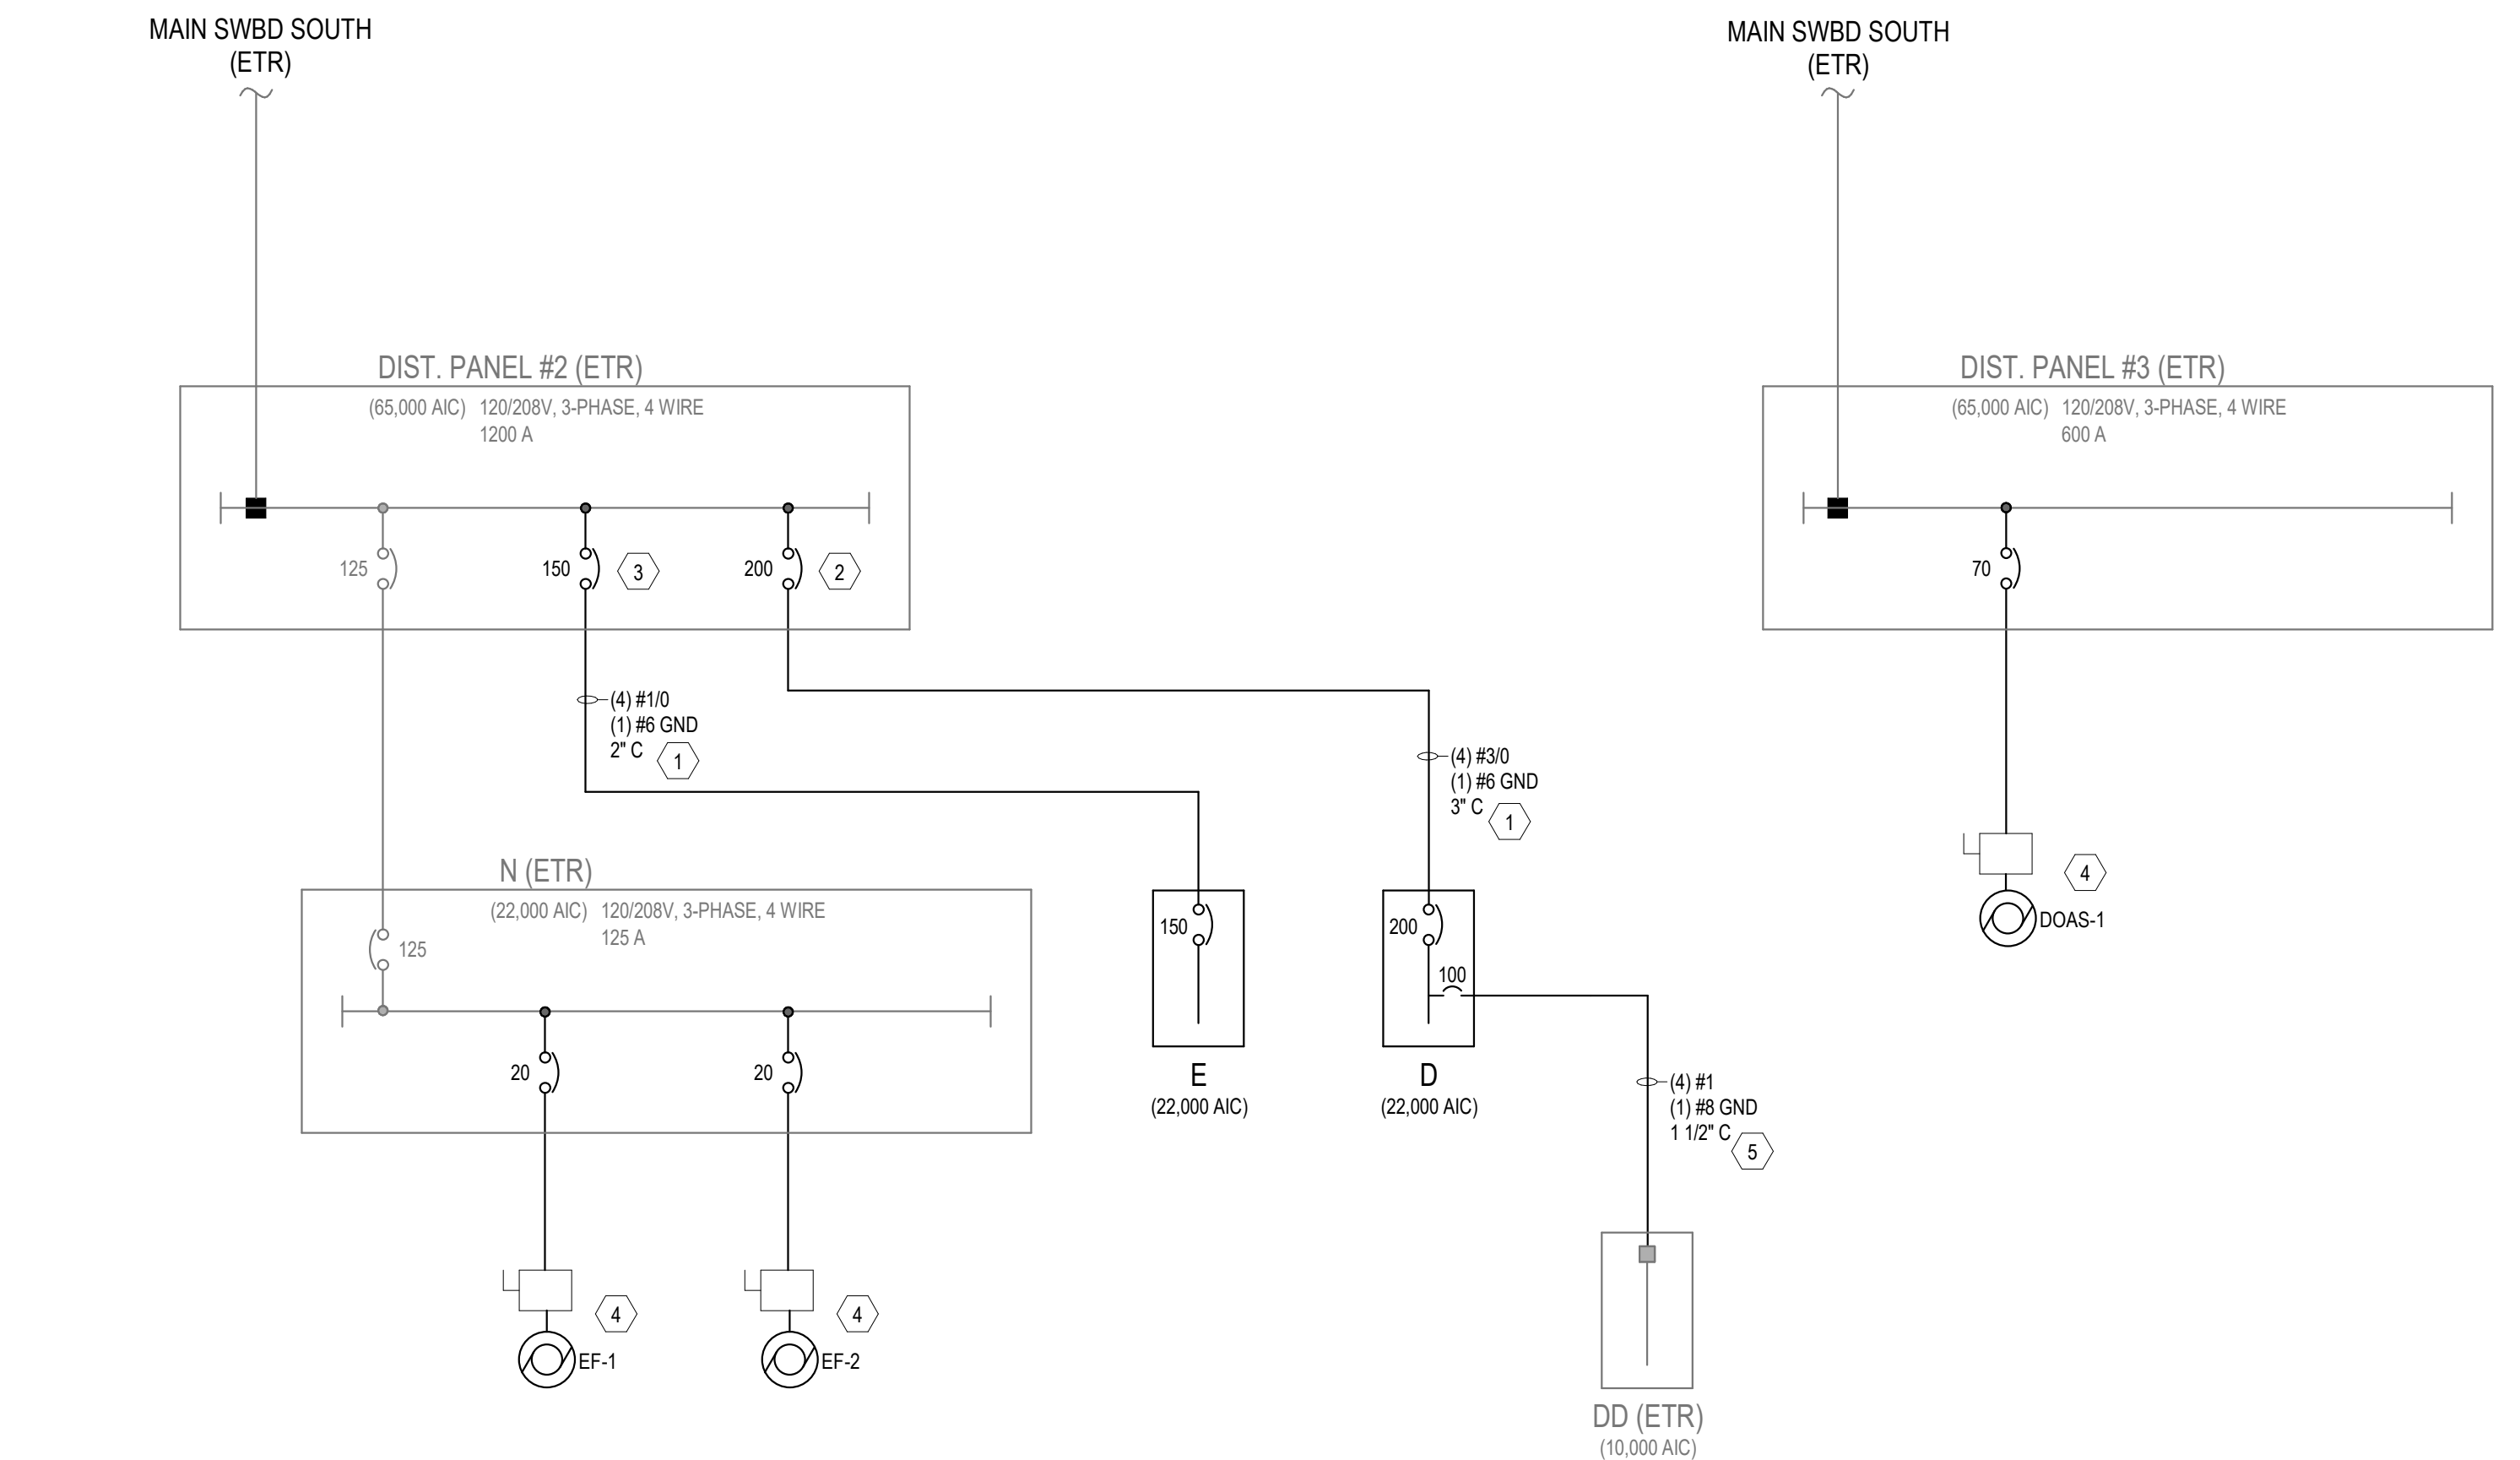 MAIN SWBD SOUTH
(ETR)
MAIN SWBD SOUTH
(ETR)
DIST. PANEL #2 (ETR)
(65,000 AIC) 120/208V, 3-PHASE, 4 WIRE
1200 A
125
150
3
200
2
DIST. PANEL #3 (ETR)
(65,000 AIC) 120/208V, 3-PHASE, 4 WIRE
600 A
70
(4) #1/0
(1) #6 GND
2" C
1
(4) #3/0
(1) #6 GND
3" C
1
N (ETR)
(22,000 AIC) 120/208V, 3-PHASE, 4 WIRE
125 A
125
20
20
150
E
(22,000 AIC)
200
100
D
(22,000 AIC)
4
DOAS-1
(4) #1
(1) #8 GND
1 1/2" C
5
4
EF-1
4
EF-2
DD (ETR)
(10,000 AIC)